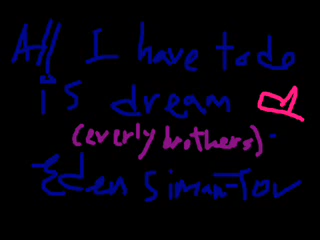 All I have to do
is dream
(everly brothers)
Eden Siman-Tov